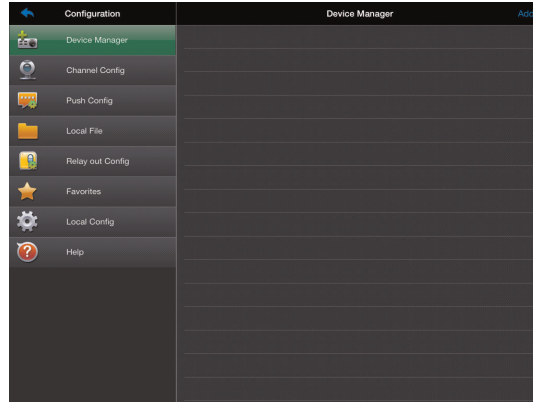 Configuration
Device Manager
Add
Device Manager
Channel Config
Push Config
Local File
Relay out Config
Favorites
Local Config
Help